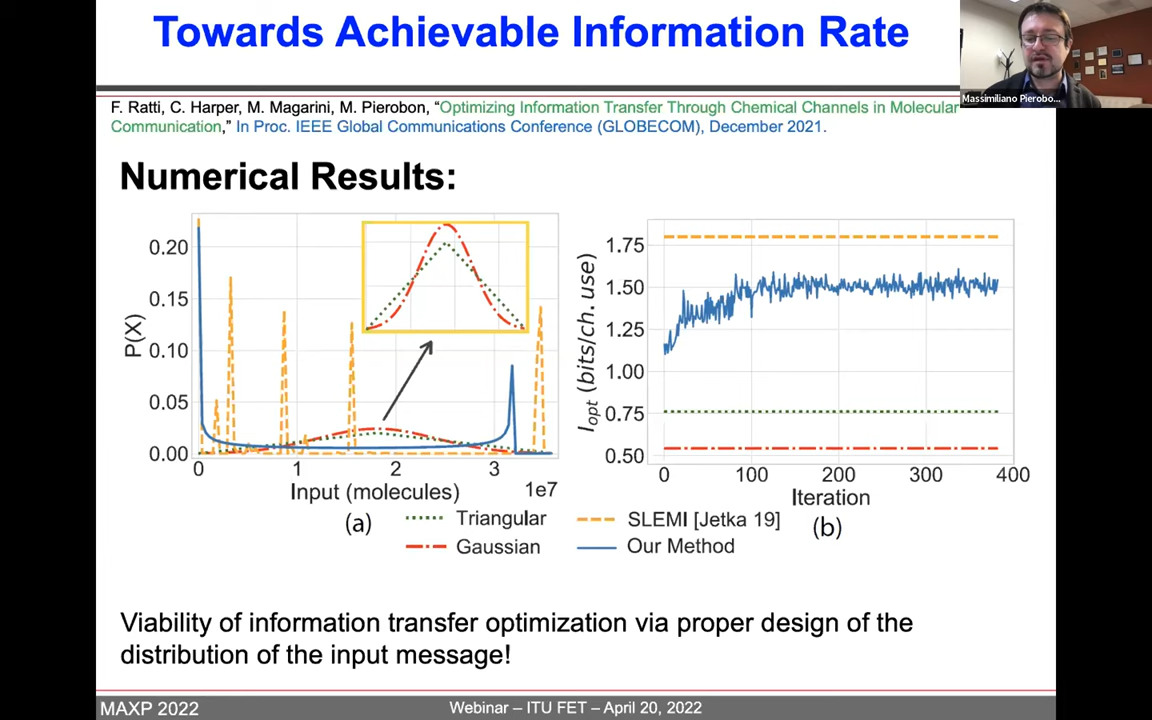 Towards Achievable Information Rate
Massimiliano Pierobo...
F. Ratti, C. Harper, M. Magarini, M. Pierobon, “Optimizing Information Transfer Through Chemical Channels in Molecular
Communication,” In Proc. IEEE Global Communications Conference (GLOBECOM), December 2021.
Numerical Results:
P(X)
0.20
0.15
0.10
0.05
0.00
0 1 2 3
1e7
Input (molecules)
(a)
I_opt (bits/ch. use)
1.75
1.50
1.25
1.00
0.75
0.50
0 100 200 300 400
Iteration
(b)
Triangular
Gaussian
SLEMI [Jetka 19]
Our Method
Viability of information transfer optimization via proper design of the
distribution of the input message!
MAXP 2022
Webinar – ITU FET – April 20, 2022